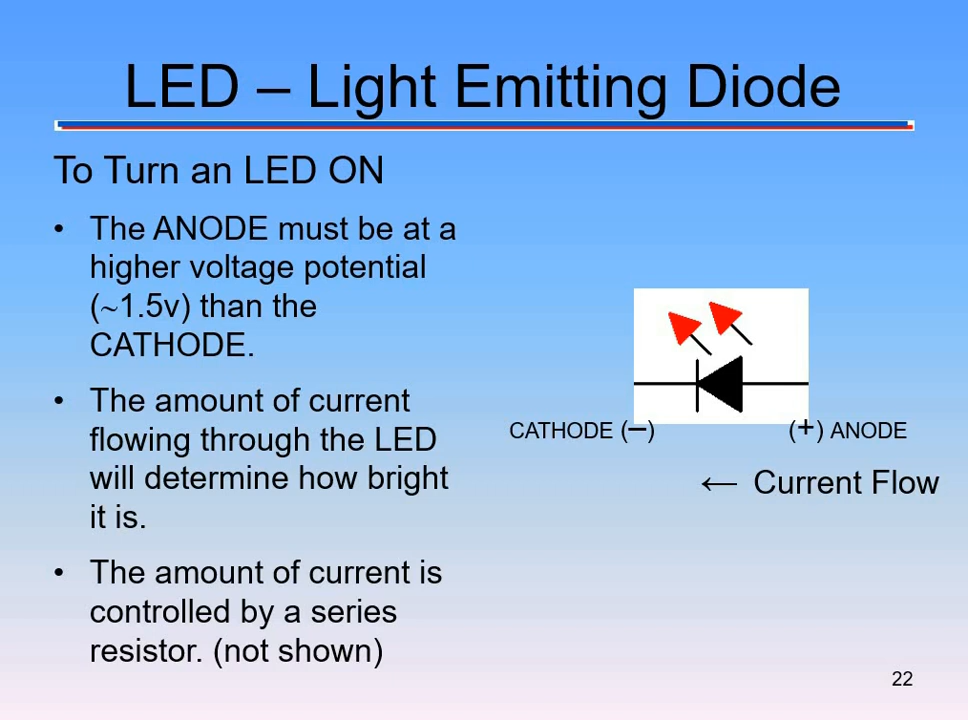 LED – Light Emitting Diode
To Turn an LED ON
• The ANODE must be at a
higher voltage potential
(~1.5v) than the
CATHODE.
• The amount of current
flowing through the LED
will determine how bright
it is.
• The amount of current is
controlled by a series
resistor. (not shown)
CATHODE (–) (+) ANODE
← Current Flow
22